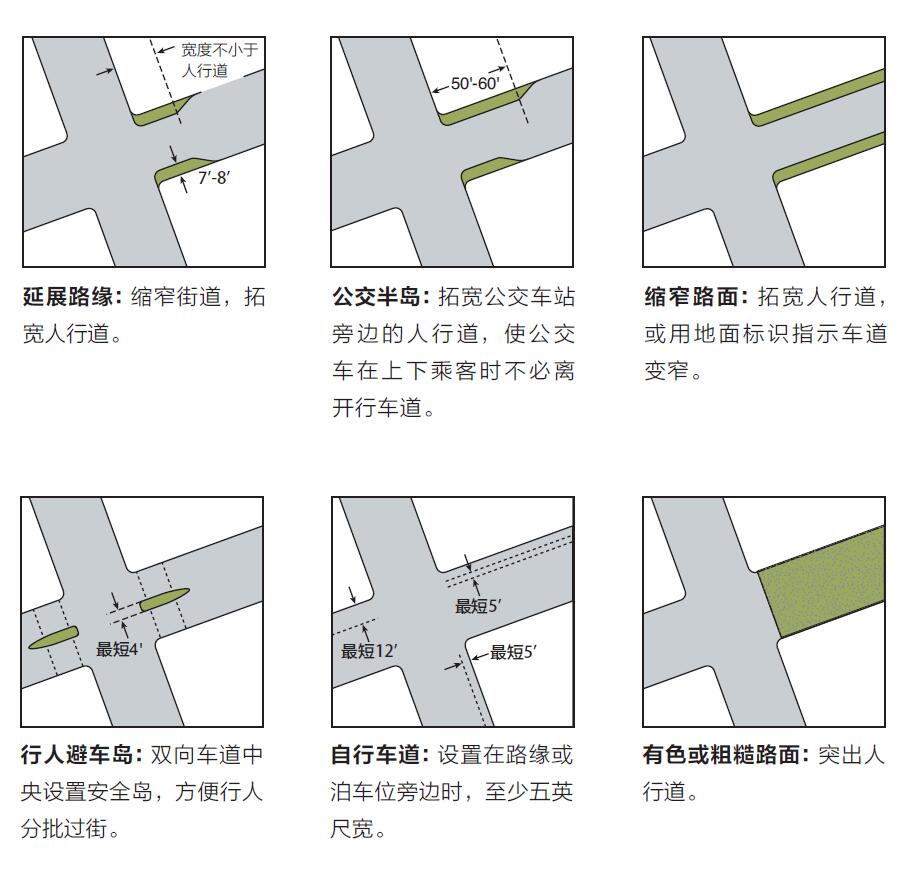 宽度不小于
人行道
7′-8′
50'-60'
延展路缘：缩窄街道，拓
宽人行道。
公交半岛：拓宽公交车站
旁边的人行道，使公交
车在上下乘客时不必离
开行车道。
缩窄路面：拓宽人行道，
或用地面标识指示车道
变窄。
最短4'
最短5′
最短12′
最短5′
行人避车岛：双向车道中
央设置安全岛，方便行人
分批过街。
自行车道：设置在路缘或
泊车位旁边时，至少五英
尺宽。
有色或粗糙路面：突出人
行道。